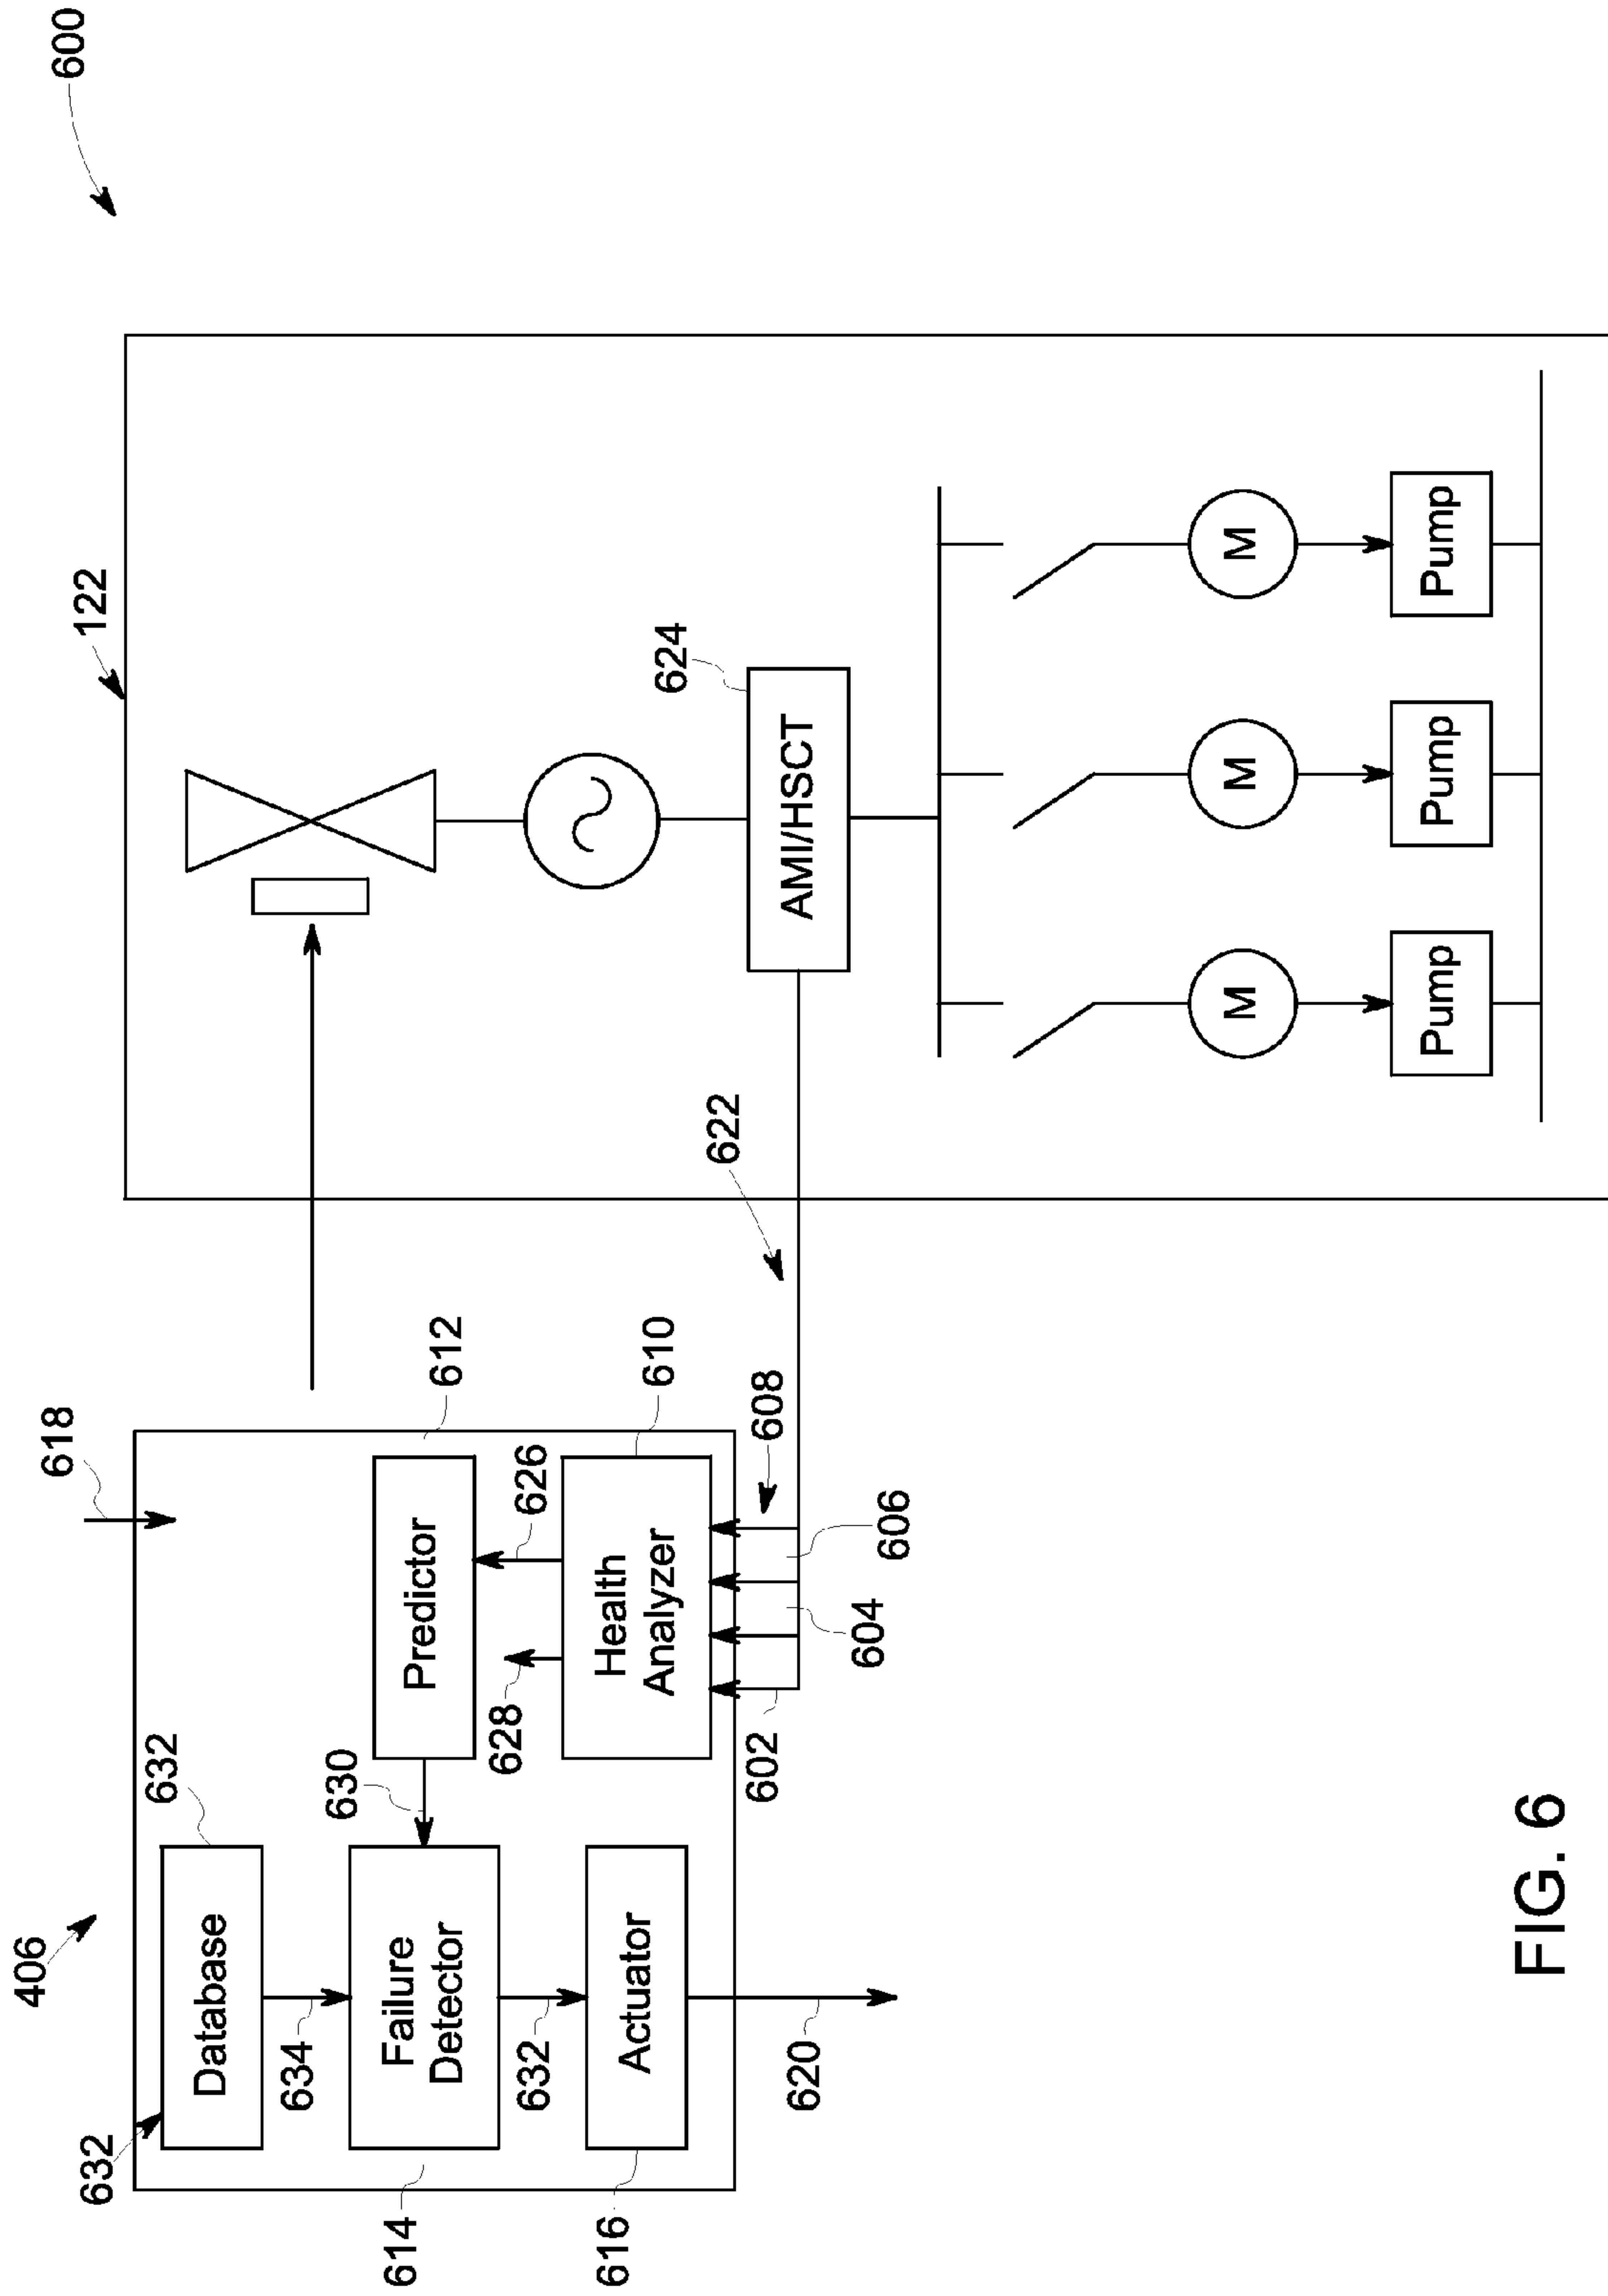 600
122
406
618
632
632
Database
634
Failure
Detector
614
632
Actuator
616
620
630
Predictor
612
626
628
Health
Analyzer
610
608
606
604
602
622
624
AMI/HSCT
M
M
M
Pump
Pump
Pump
FIG. 6